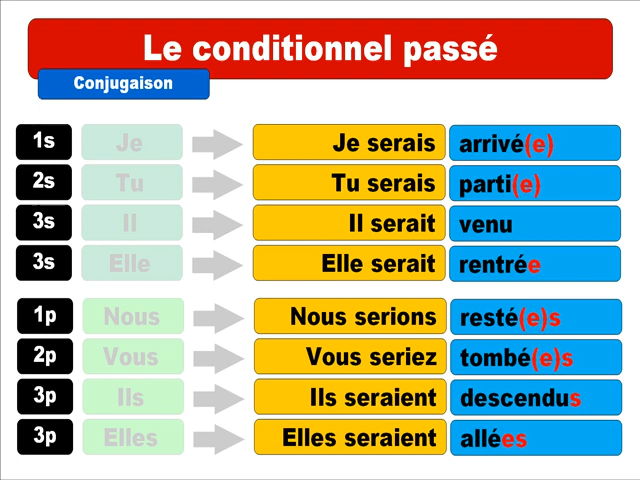 Le conditionnel passé
Conjugaison
1s Je Je serais arrivé(e)
2s Tu Tu serais parti(e)
3s Il Il serait venu
3s Elle Elle serait rentrée
1p Nous Nous serions resté(e)s
2p Vous Vous seriez tombé(e)s
3p Ils Ils seraient descendus
3p Elles Elles seraient allées